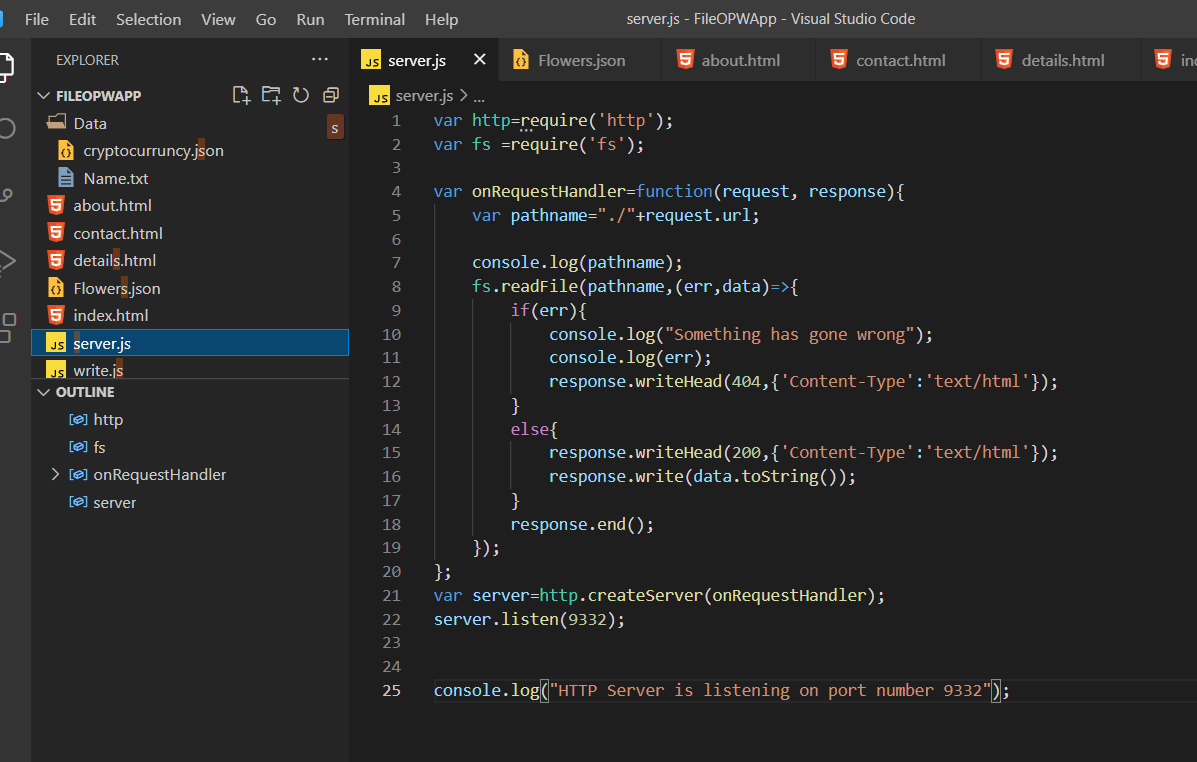 File Edit Selection View Go Run Terminal Help server.js - FileOPWApp - Visual Studio Code
EXPLORER ...
FILEOPWAPP
Data s
cryptocurruncy.json
Name.txt
about.html
contact.html
details.html
Flowers.json
index.html
server.js
write.js
OUTLINE
http
fs
onRequestHandler
server
server.js Flowers.json about.html contact.html details.html
server.js > ...
1 var http=require('http');
2 var fs =require('fs');
3
4 var onRequestHandler=function(request, response){
5 var pathname="./"+request.url;
6
7 console.log(pathname);
8 fs.readFile(pathname,(err,data)=>{
9 if(err){
10 console.log("Something has gone wrong");
11 console.log(err);
12 response.writeHead(404,{'Content-Type':'text/html'});
13 }
14 else{
15 response.writeHead(200,{'Content-Type':'text/html'});
16 response.write(data.toString());
17 }
18 response.end();
19 });
20 };
21 var server=http.createServer(onRequestHandler);
22 server.listen(9332);
23
24
25 console.log("HTTP Server is listening on port number 9332");